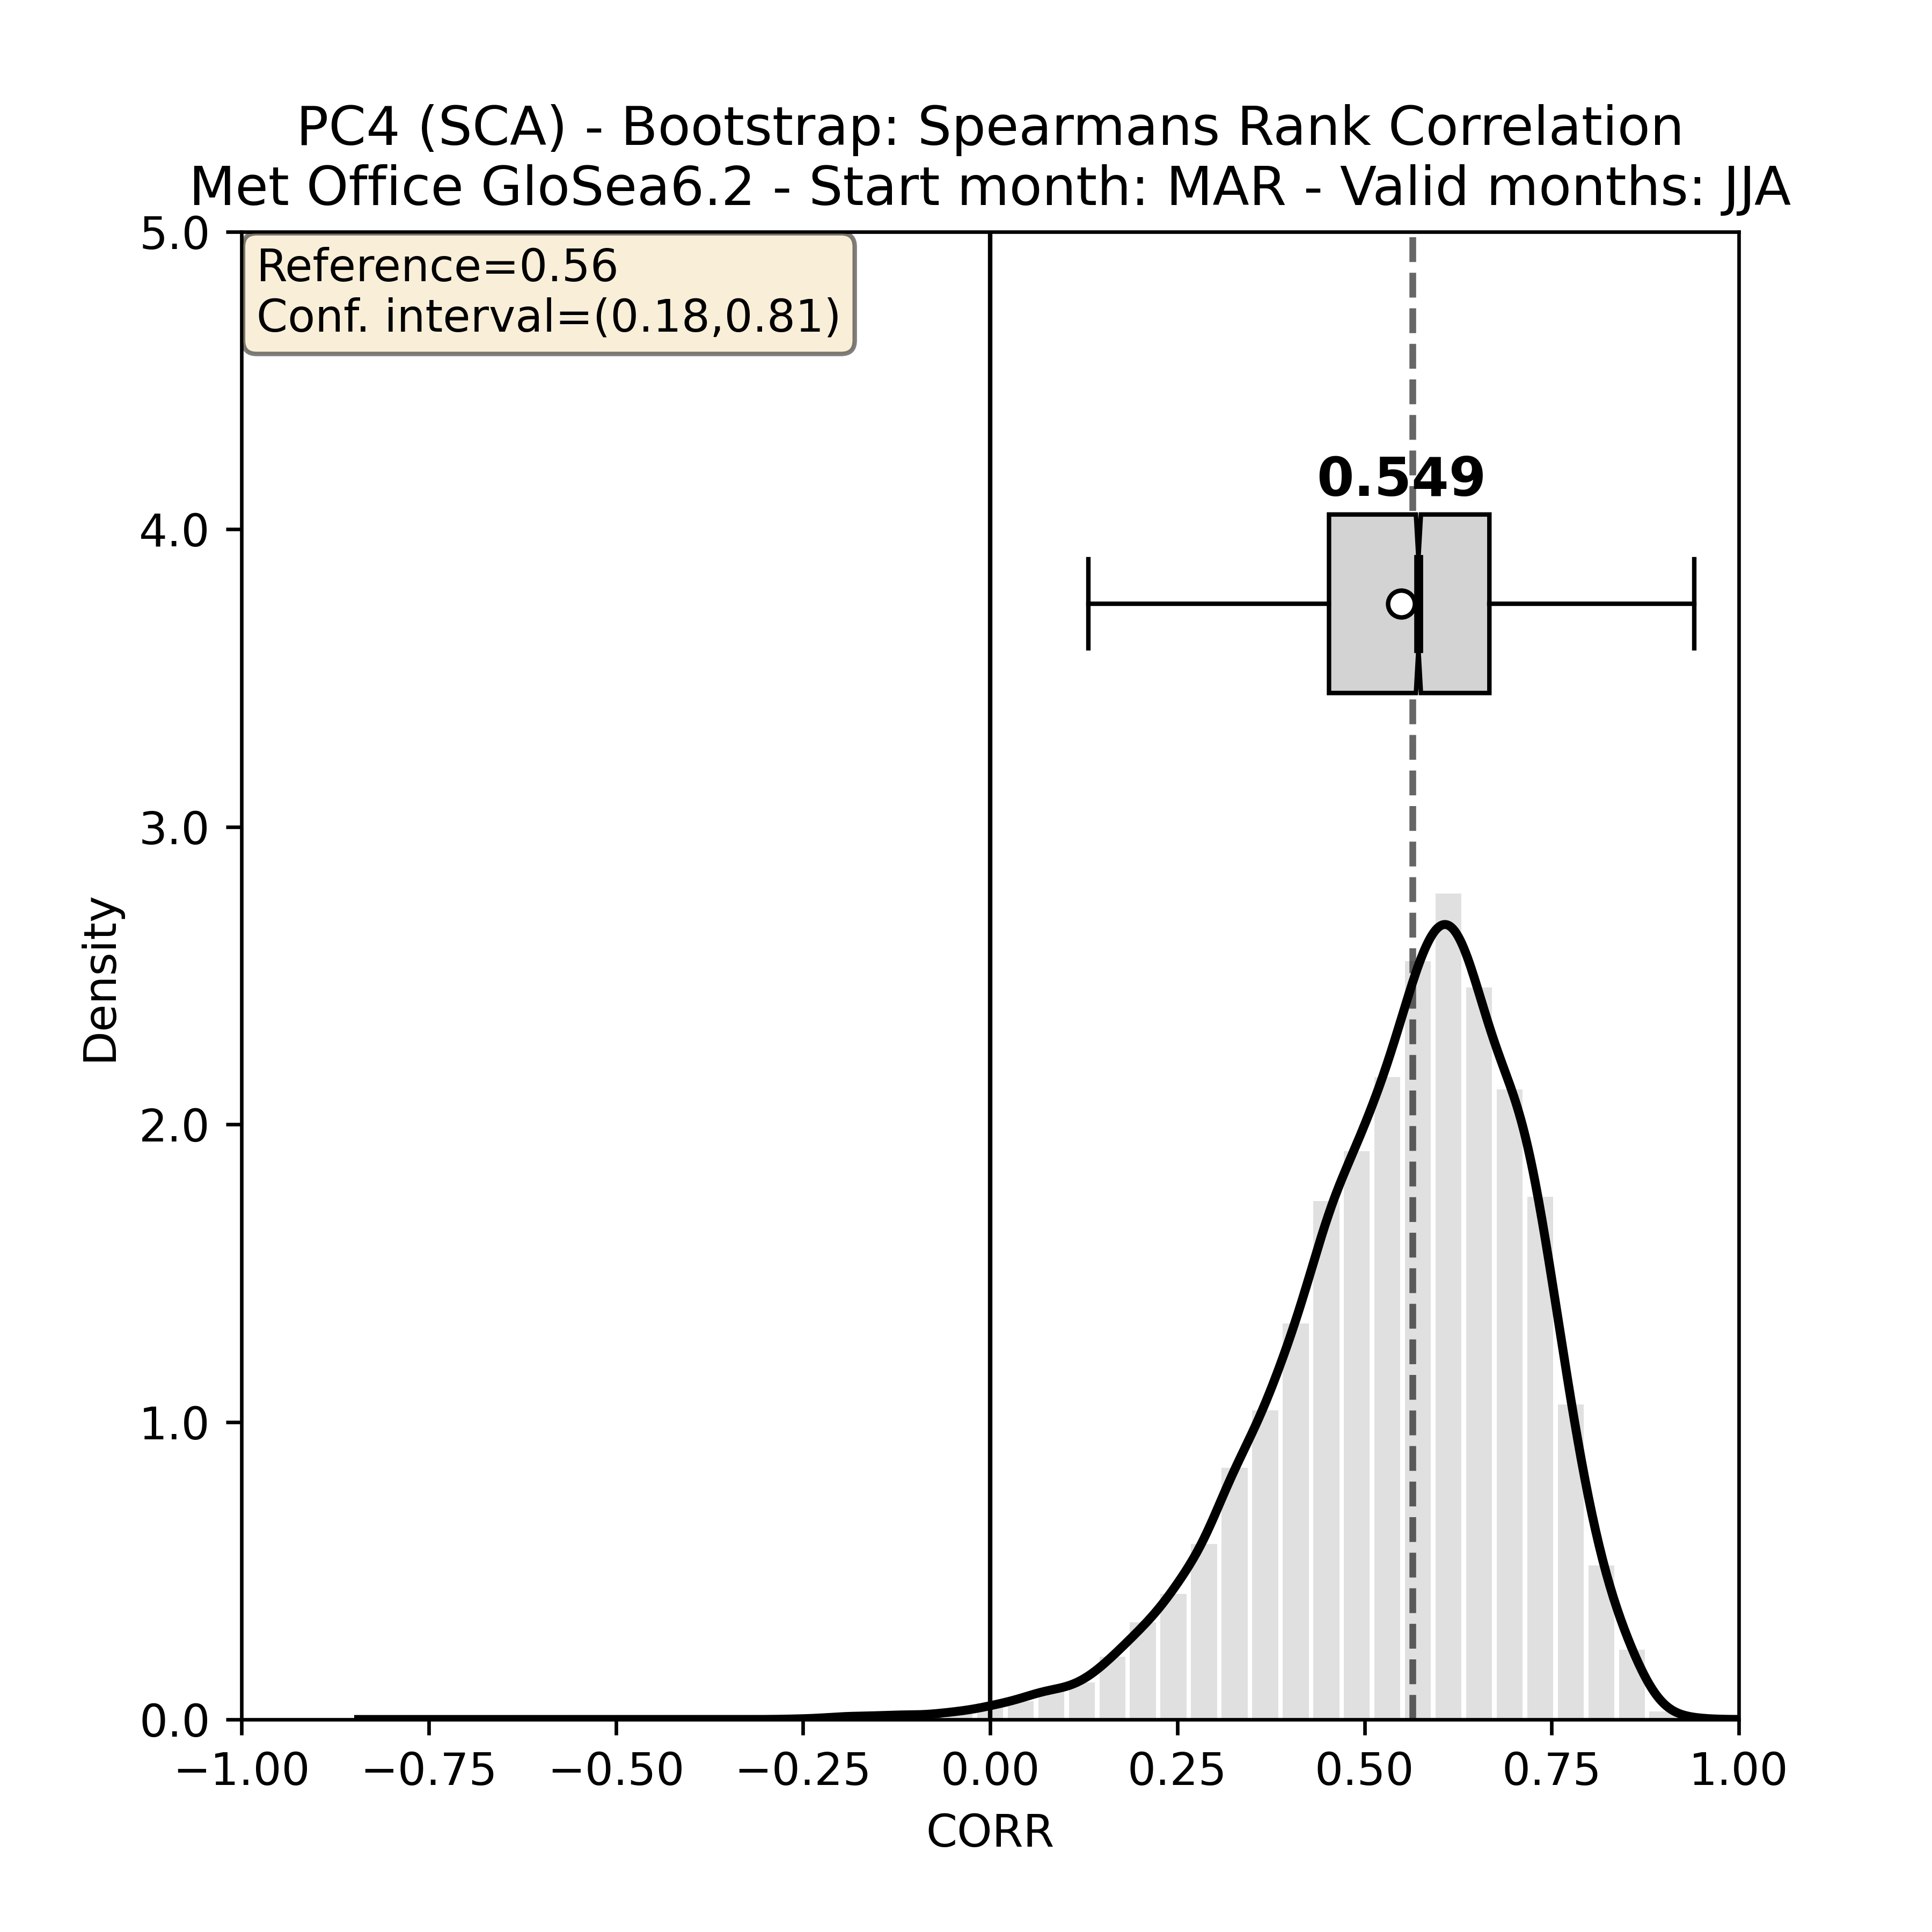 PC4 (SCA) - Bootstrap: Spearmans Rank Correlation
Met Office GloSea6.2 - Start month: MAR - Valid months: JJA
Reference=0.56
Conf. interval=(0.18,0.81)
0.549
5.0
4.0
3.0
2.0
1.0
0.0
Density
−1.00 −0.75 −0.50 −0.25 0.00 0.25 0.50 0.75 1.00
CORR